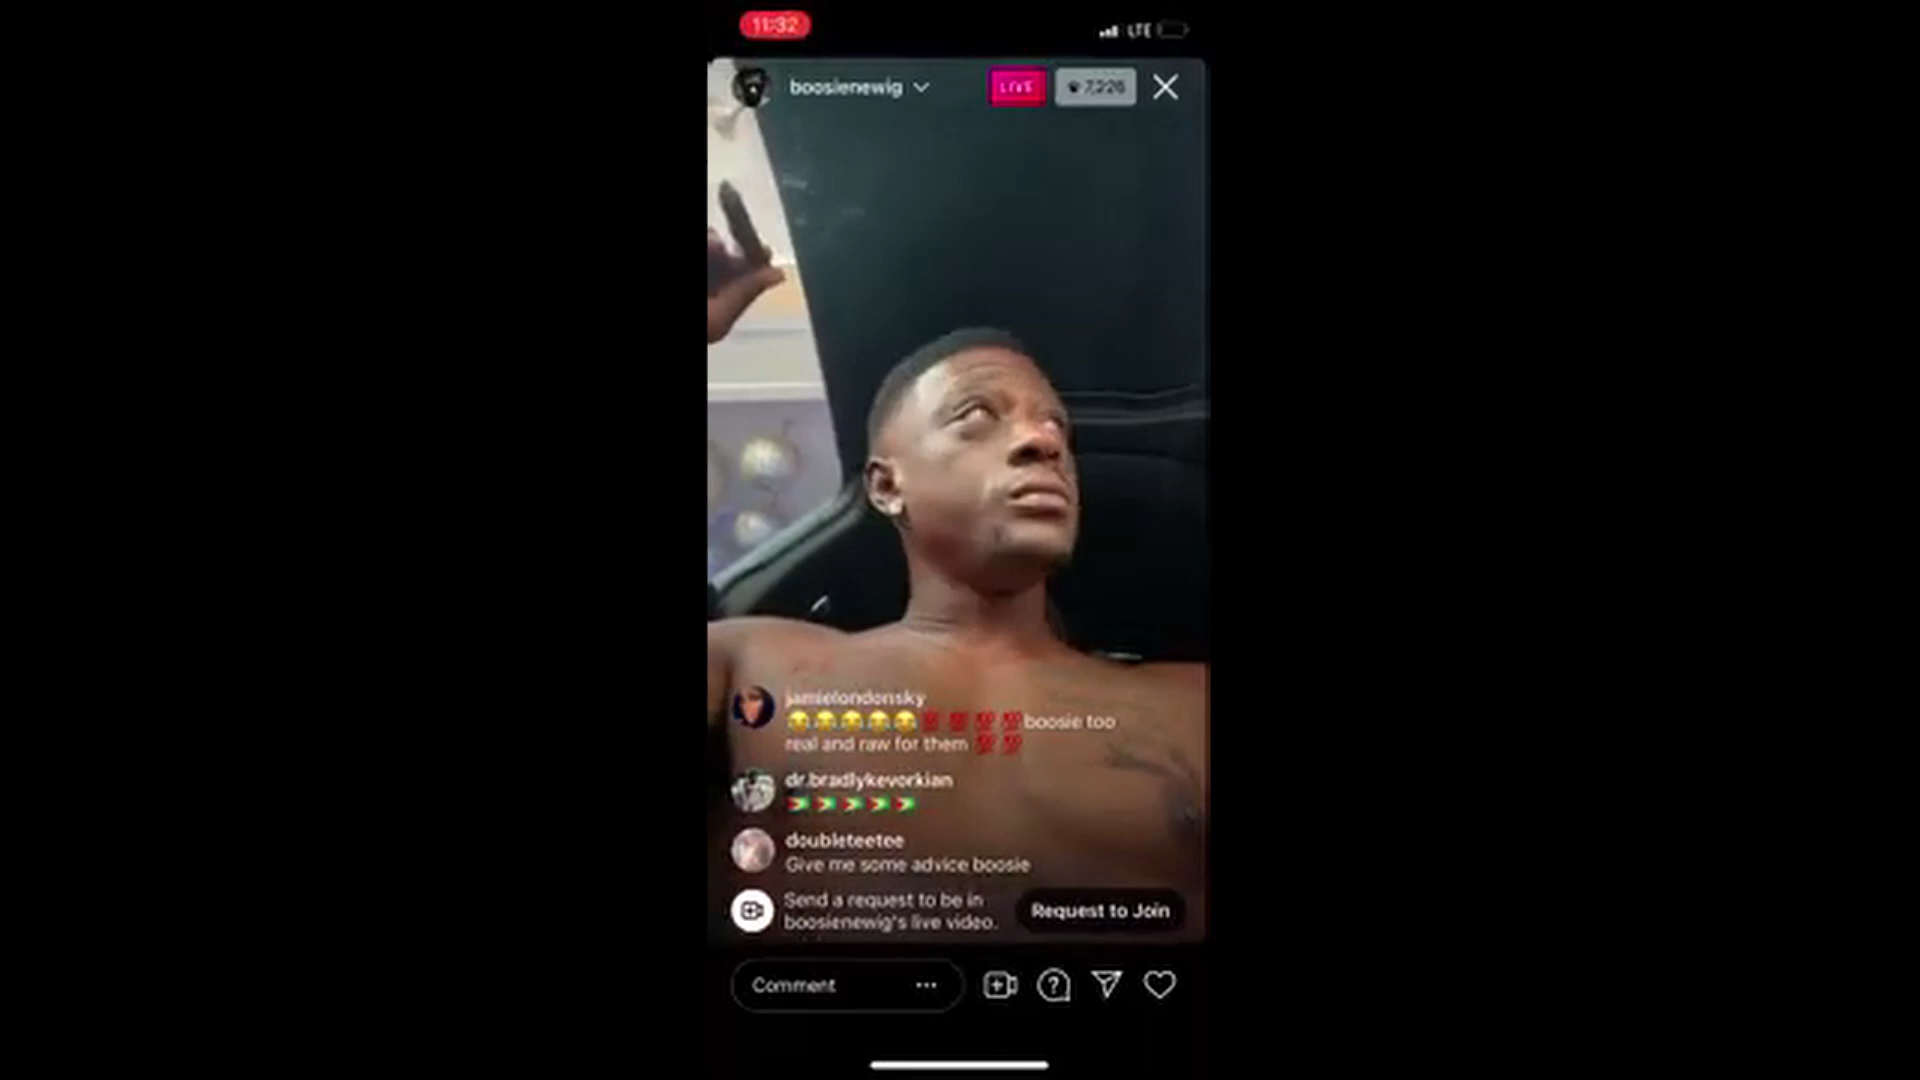 11:32
LTE
boosienewig
LIVE
7,226
jamielondonsky
😂😂😂😂😂💯💯💯💯boosie too
real and raw for them 💯💯
dr.bradlykevorkian
🇬🇾🇬🇾🇬🇾🇬🇾🇬🇾
doubleteetee
Give me some advice boosie
Send a request to be in
boosienewig's live video.
Request to Join
Comment